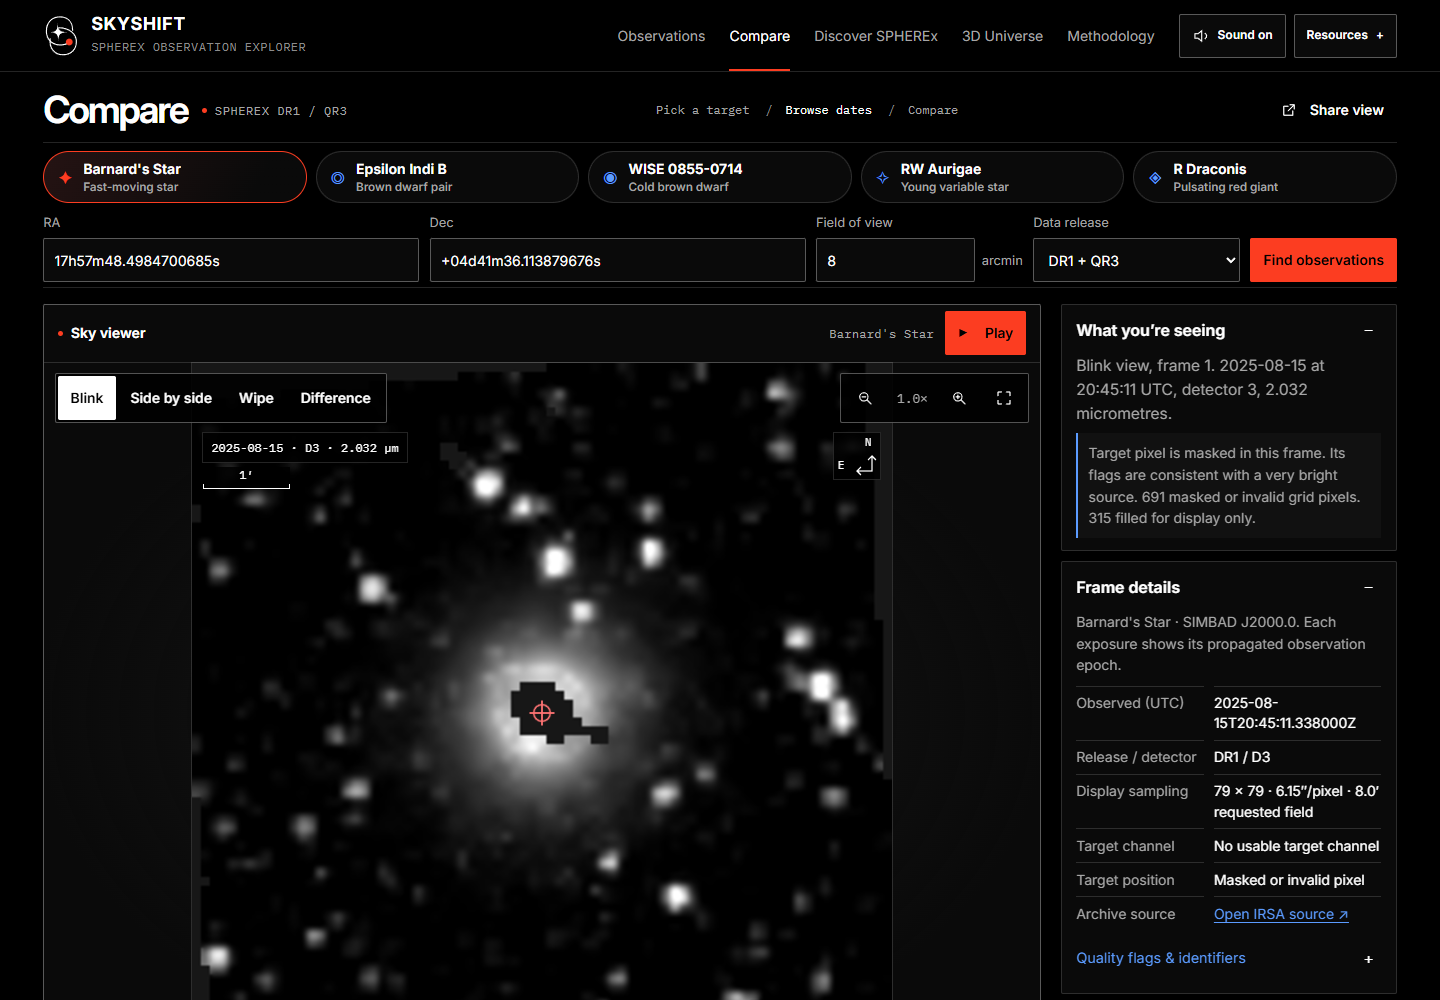 SKYSHIFT
SPHEREX OBSERVATION EXPLORER
Observations
Compare
Discover SPHEREx
3D Universe
Methodology
Sound on
Resources +
Compare
• SPHEREX DR1 / QR3
Pick a target / Browse dates / Compare
Share view
Barnard's Star
Fast-moving star
Epsilon Indi B
Brown dwarf pair
WISE 0855-0714
Cold brown dwarf
RW Aurigae
Young variable star
R Draconis
Pulsating red giant
RA
17h57m48.4984700685s
Dec
+04d41m36.113879676s
Field of view
8
arcmin
Data release
DR1 + QR3
Find observations
• Sky viewer
Barnard's Star
Play
Blink
Side by side
Wipe
Difference
1.0×
2025-08-15 · D3 · 2.032 µm
1′
N
E
What you’re seeing −
Blink view, frame 1. 2025-08-15 at
20:45:11 UTC, detector 3, 2.032
micrometres.
Target pixel is masked in this frame. Its
flags are consistent with a very bright
source. 691 masked or invalid grid pixels.
315 filled for display only.
Frame details −
Barnard's Star · SIMBAD J2000.0. Each
exposure shows its propagated observation
epoch.
Observed (UTC)
2025-08-
15T20:45:11.338000Z
Release / detector
DR1 / D3
Display sampling
79 × 79 · 6.15″/pixel · 8.0′
requested field
Target channel
No usable target channel
Target position
Masked or invalid pixel
Archive source
Open IRSA source ↗
Quality flags & identifiers +